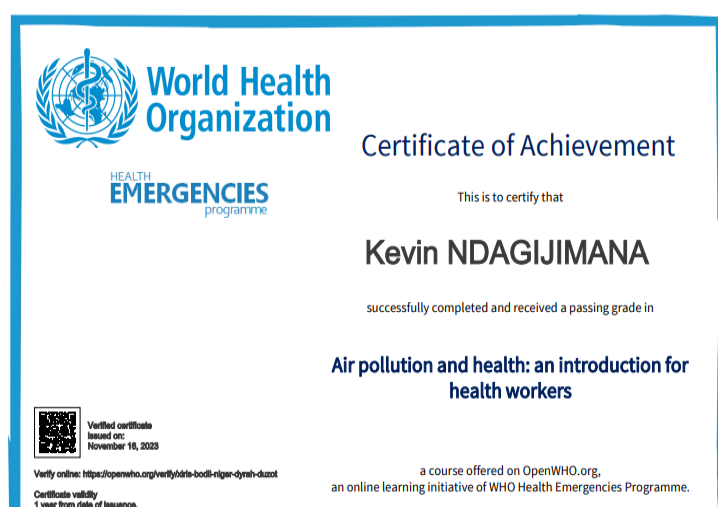 World Health
Organization
HEALTH
EMERGENCIES
programme
Certificate of Achievement
This is to certify that
Kevin NDAGIJIMANA
successfully completed and received a passing grade in
Air pollution and health: an introduction for
health workers
Verified certificate
Issued on:
November 16, 2023
Verify online: https://openwho.org/verify/xiris-bodil-niger-dyrah-duzot
Certificate validity
1 year from date of issuance.
a course offered on OpenWHO.org,
an online learning initiative of WHO Health Emergencies Programme.